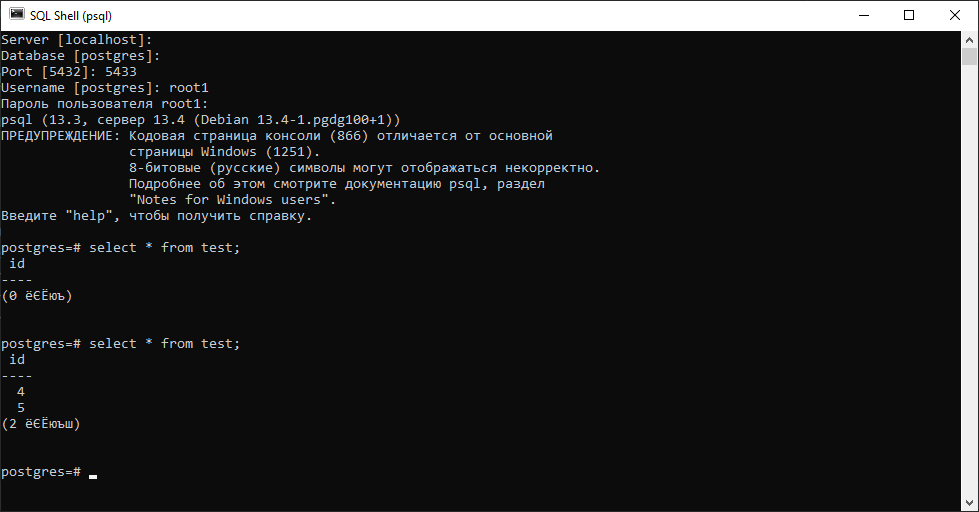 SQL Shell (psql)
Server [localhost]:
Database [postgres]:
Port [5432]: 5433
Username [postgres]: root1
Пароль пользователя root1:
psql (13.3, сервер 13.4 (Debian 13.4-1.pgdg100+1))
ПРЕДУПРЕЖДЕНИЕ: Кодовая страница консоли (866) отличается от основной
                страницы Windows (1251).
                8-битовые (русские) символы могут отображаться некорректно.
                Подробнее об этом смотрите документацию psql, раздел
                "Notes for Windows users".
Введите "help", чтобы получить справку.
postgres=# select * from test;
 id
----
(0 ёЄЁюъ)
postgres=# select * from test;
 id
----
  4
  5
(2 ёЄЁюъш)
postgres=#